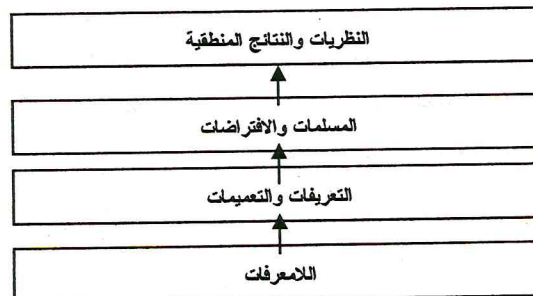 النظريات والنتائج المنطقية
المسلمات والافتراضات
التعريفات والتعميمات
اللامعرفات